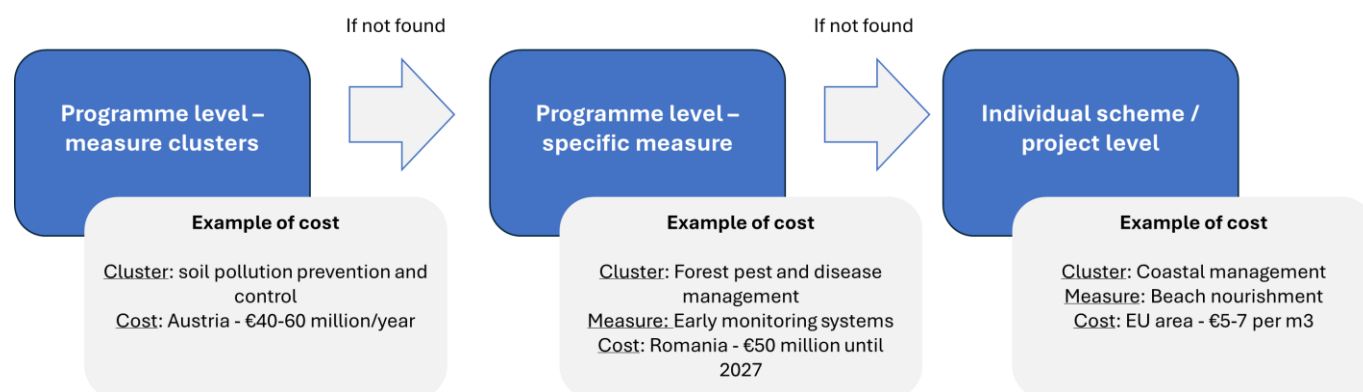 If not found
If not found
Programme level –
measure clusters
Programme level –
specific measure
Individual scheme /
project level
Example of cost
Cluster: soil pollution prevention and
control
Cost: Austria - €40-60 million/year
Example of cost
Cluster: Forest pest and disease
management
Measure: Early monitoring systems
Cost: Romania - €50 million until
2027
Example of cost
Cluster: Coastal management
Measure: Beach nourishment
Cost: EU area - €5-7 per m3